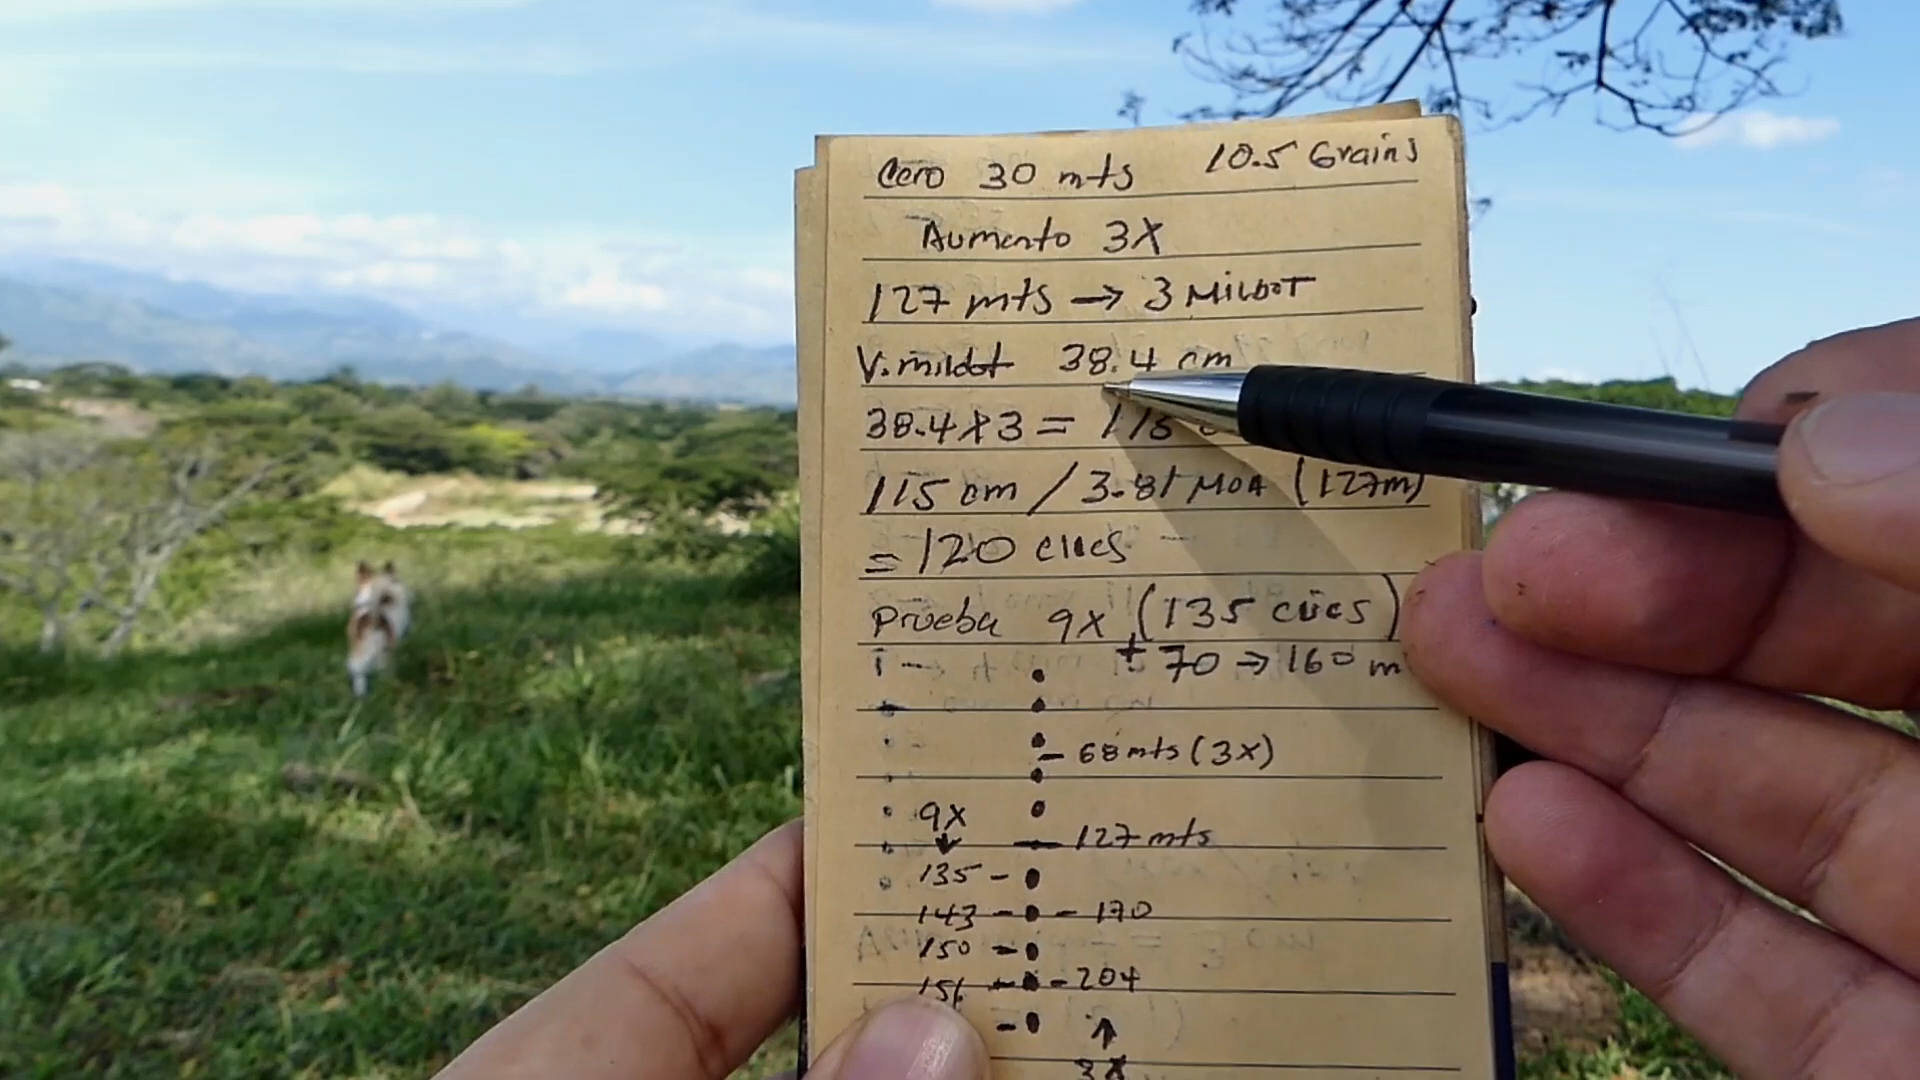 Cero 30 mts 10.5 Grains
Aumento 3X
127 mts → 3 MilDOT
V. mildot 38.4 cm
38.4 x 3 = 115
115 cm / 3.81 MOA (127m)
= 120 clics
Prueba 9X (135 clics)
+ 70 → 160 m
- 68 mts (3x)
9X
↓ - 127 mts
135 -
143 - - 170
150 -
156 - - 204
-
↑
3X